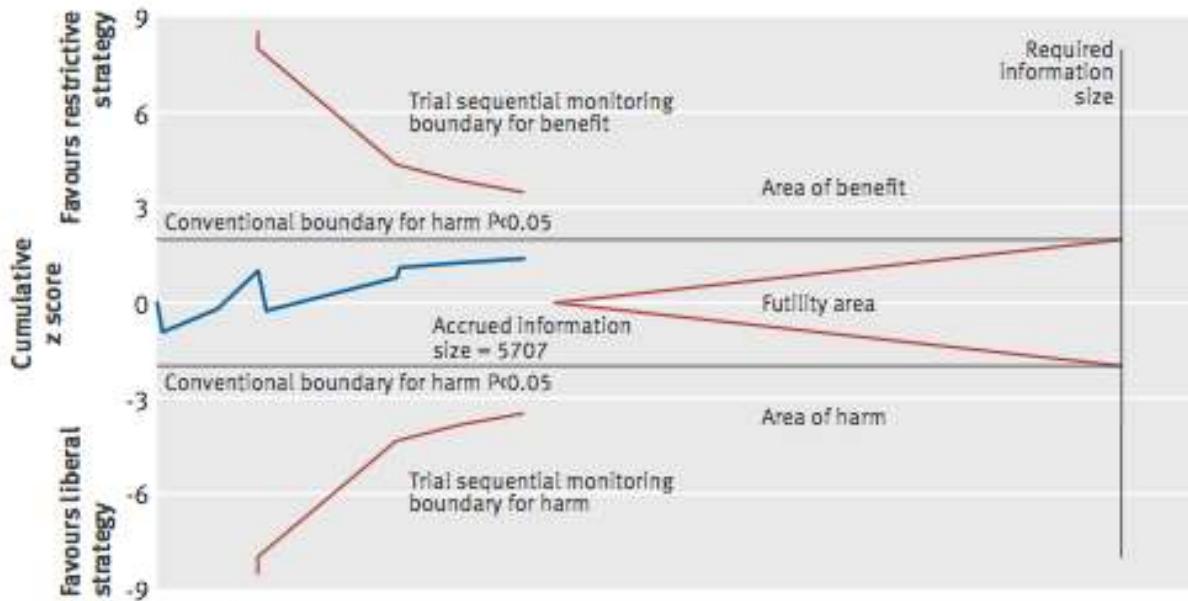 Favours restrictive
strategy
Cumulative
z score
Favours liberal
strategy
9
6
3
0
-3
-6
-9
Required
information
size
Trial sequential monitoring
boundary for benefit
Area of benefit
Conventional boundary for harm P<0.05
Futility area
Accrued information
size = 5707
Conventional boundary for harm P<0.05
Area of harm
Trial sequential monitoring
boundary for harm